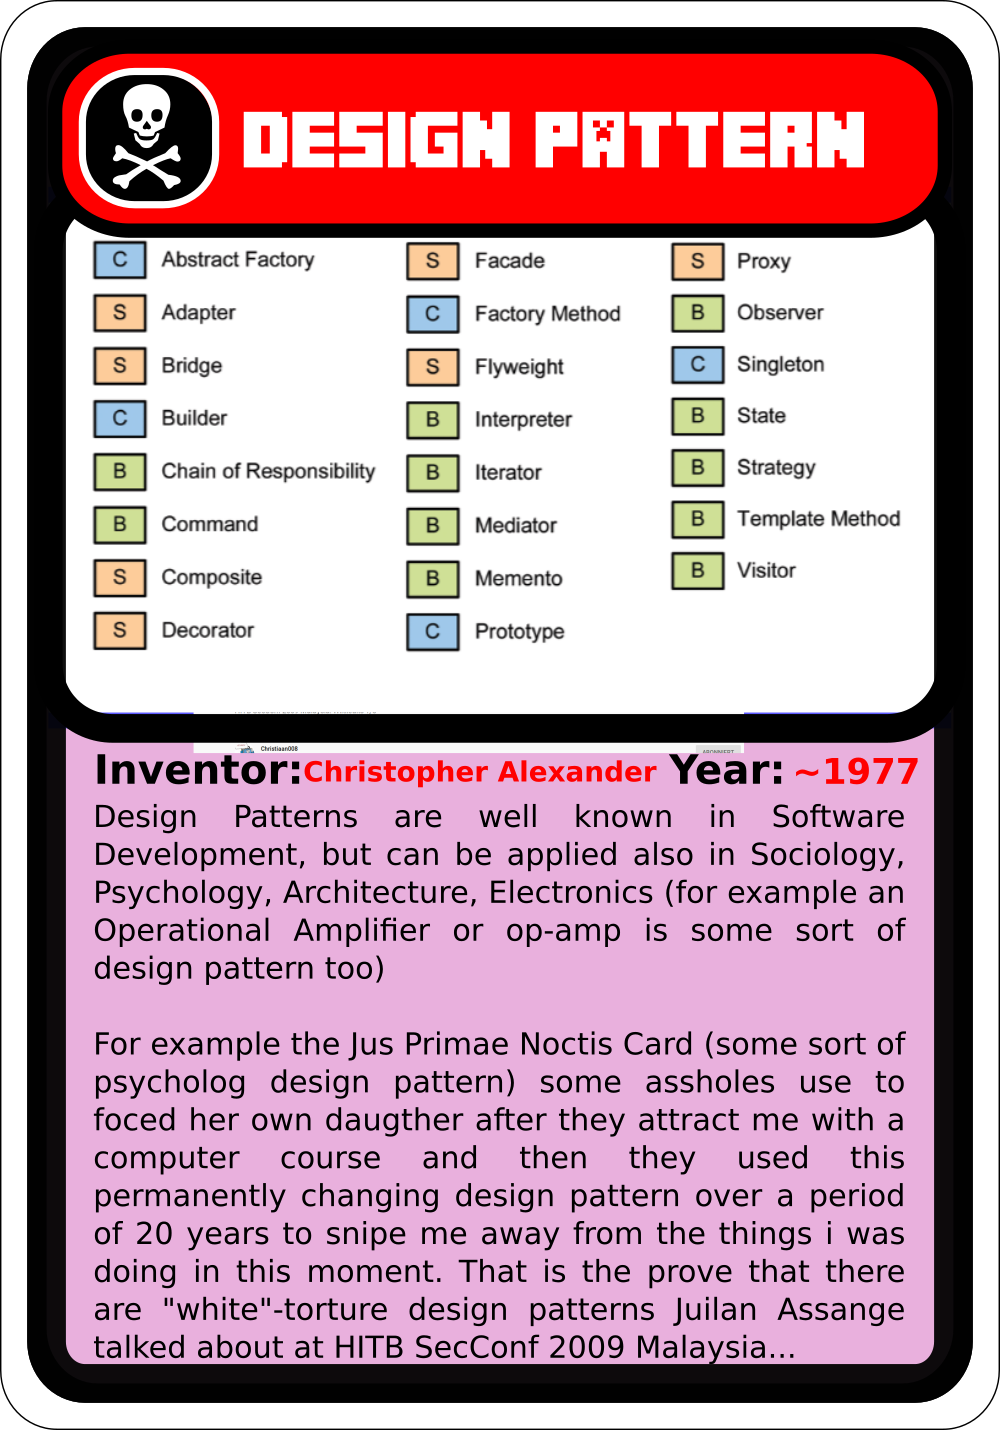 DESIGN PATTERN
C Abstract Factory
S Adapter
S Bridge
C Builder
B Chain of Responsibility
B Command
S Composite
S Decorator
S Facade
C Factory Method
S Flyweight
B Interpreter
B Iterator
B Mediator
B Memento
C Prototype
S Proxy
B Observer
C Singleton
B State
B Strategy
B Template Method
B Visitor
Christiaan008
Inventor:Christopher Alexander Year: ~1977
Design Patterns are well known in Software
Development, but can be applied also in Sociology,
Psychology, Architecture, Electronics (for example an
Operational Amplifier or op-amp is some sort of
design pattern too)
For example the Jus Primae Noctis Card (some sort of
psycholog design pattern) some assholes use to
foced her own daugther after they attract me with a
computer course and then they used this
permanently changing design pattern over a period
of 20 years to snipe me away from the things i was
doing in this moment. That is the prove that there
are "white"-torture design patterns Juilan Assange
talked about at HITB SecConf 2009 Malaysia...